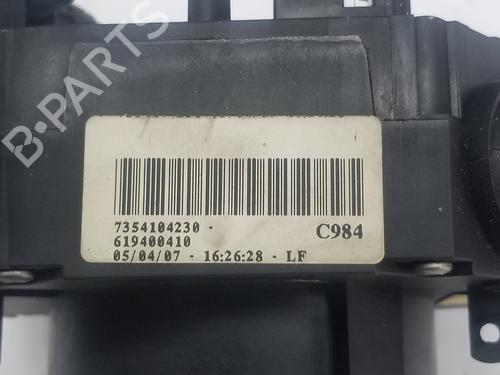 B-PARTS
7354104230 -
C984
619400410
05/04/07 - 16:26:28 - LF